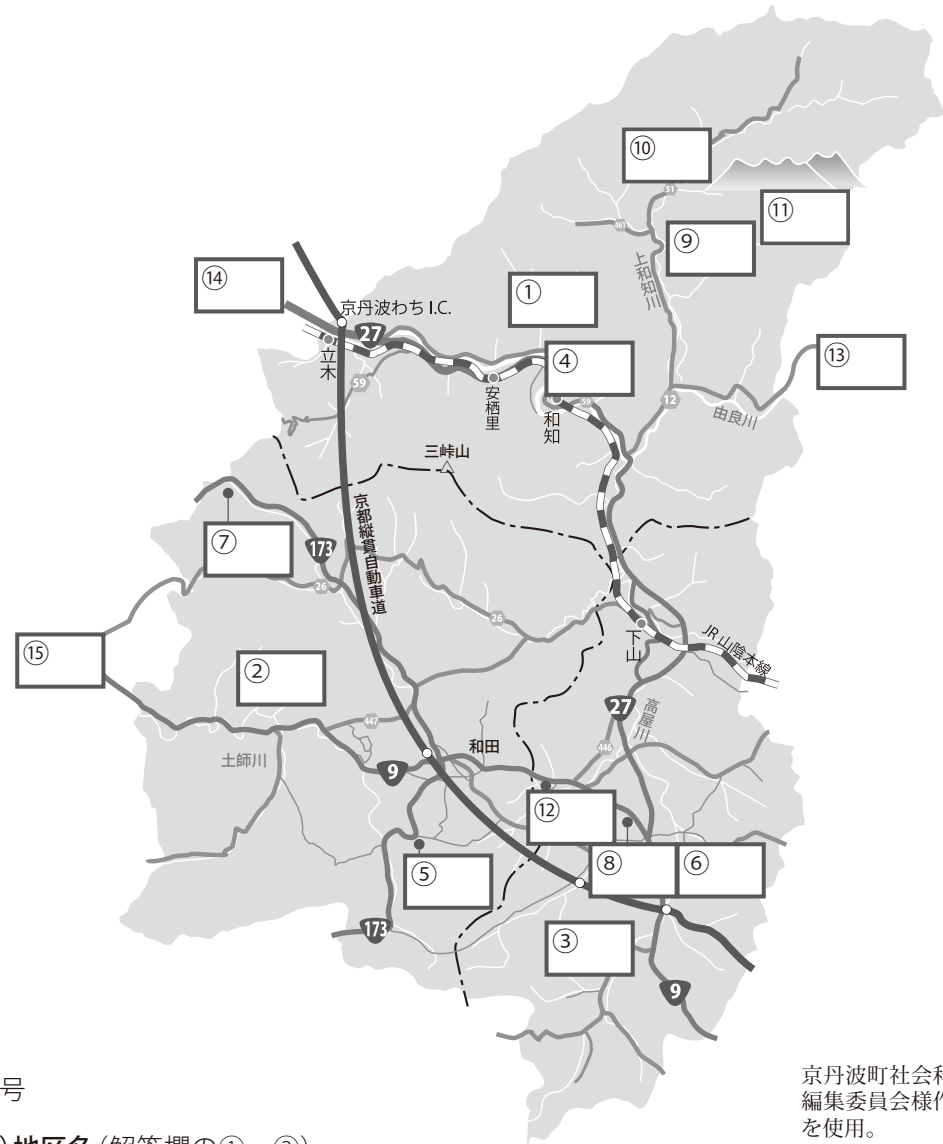 ⑩
51
⑪
461
⑨
上和知川
⑭
京丹波わち I.C.
①
27
立木
59
安栖里
④
和知
59
12
⑬
由良川
三峠山
京都縦貫自動車道
⑦
173
26
26
⑮
下山
JR山陰本線
②
27
高屋川
447
446
土師川
和田
9
⑫
⑤
⑧
⑥
173
③
9
号
京丹波町社会科
編集委員会様作
を使用。